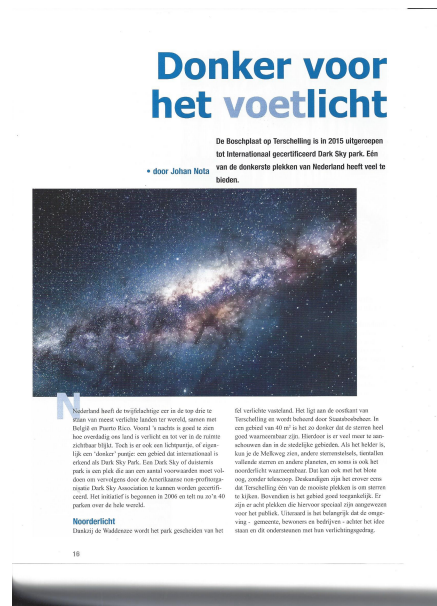 Donker voor
het voetlicht
De Boschplaat op Terschelling is in 2015 uitgeroepen
tot Internationaal gecertificeerd Dark Sky park. Eén
van de donkerste plekken van Nederland heeft veel te
bieden.
• door Johan Nota
Nederland heeft de twijfelachtige eer in de top drie te
staan van meest verlichte landen ter wereld, samen met
België en Puerto Rico. Vooral 's nachts is goed te zien
hoe overdadig ons land is verlicht en tot ver in de ruimte
zichtbaar blijkt. Toch is er ook een lichtpuntje, of eigen-
lijk een 'donker' puntje: een gebied dat internationaal is
erkend als Dark Sky Park. Een Dark Sky of duisternis
park is een plek die aan een aantal voorwaarden moet vol-
doen om vervolgens door de Amerikaanse non-profitorga-
nisatie Dark Sky Association te kunnen worden gecertifi-
ceerd. Het initiatief is begonnen in 2006 en telt nu zo'n 40
parken over de hele wereld.
Noorderlicht
Dankzij de Waddenzee wordt het park gescheiden van het
fel verlichte vasteland. Het ligt aan de oostkant van
Terschelling en wordt beheerd door Staatsbosbeheer. In
een gebied van 40 m² is het zo donker dat de sterren heel
goed waarneembaar zijn. Hierdoor is er veel meer te aan-
schouwen dan in de stedelijke gebieden. Als het helder is,
kun je de Melkweg zien, andere sterrenstelsels, tientallen
vallende sterren en andere planeten, en soms is ook het
noorderlicht waarneembaar. Dat kan ook met het blote
oog, zonder telescoop. Deskundigen zijn het erover eens
dat Terschelling één van de mooiste plekken is om sterren
te kijken. Bovendien is het gebied goed toegankelijk. Er
zijn er acht plekken die hiervoor speciaal zijn aangewezen
voor het publiek. Uiteraard is het belangrijk dat de omge-
ving - gemeente, bewoners en bedrijven - achter het idee
staan en dit ondersteunen met hun verlichtingsgedrag.
16